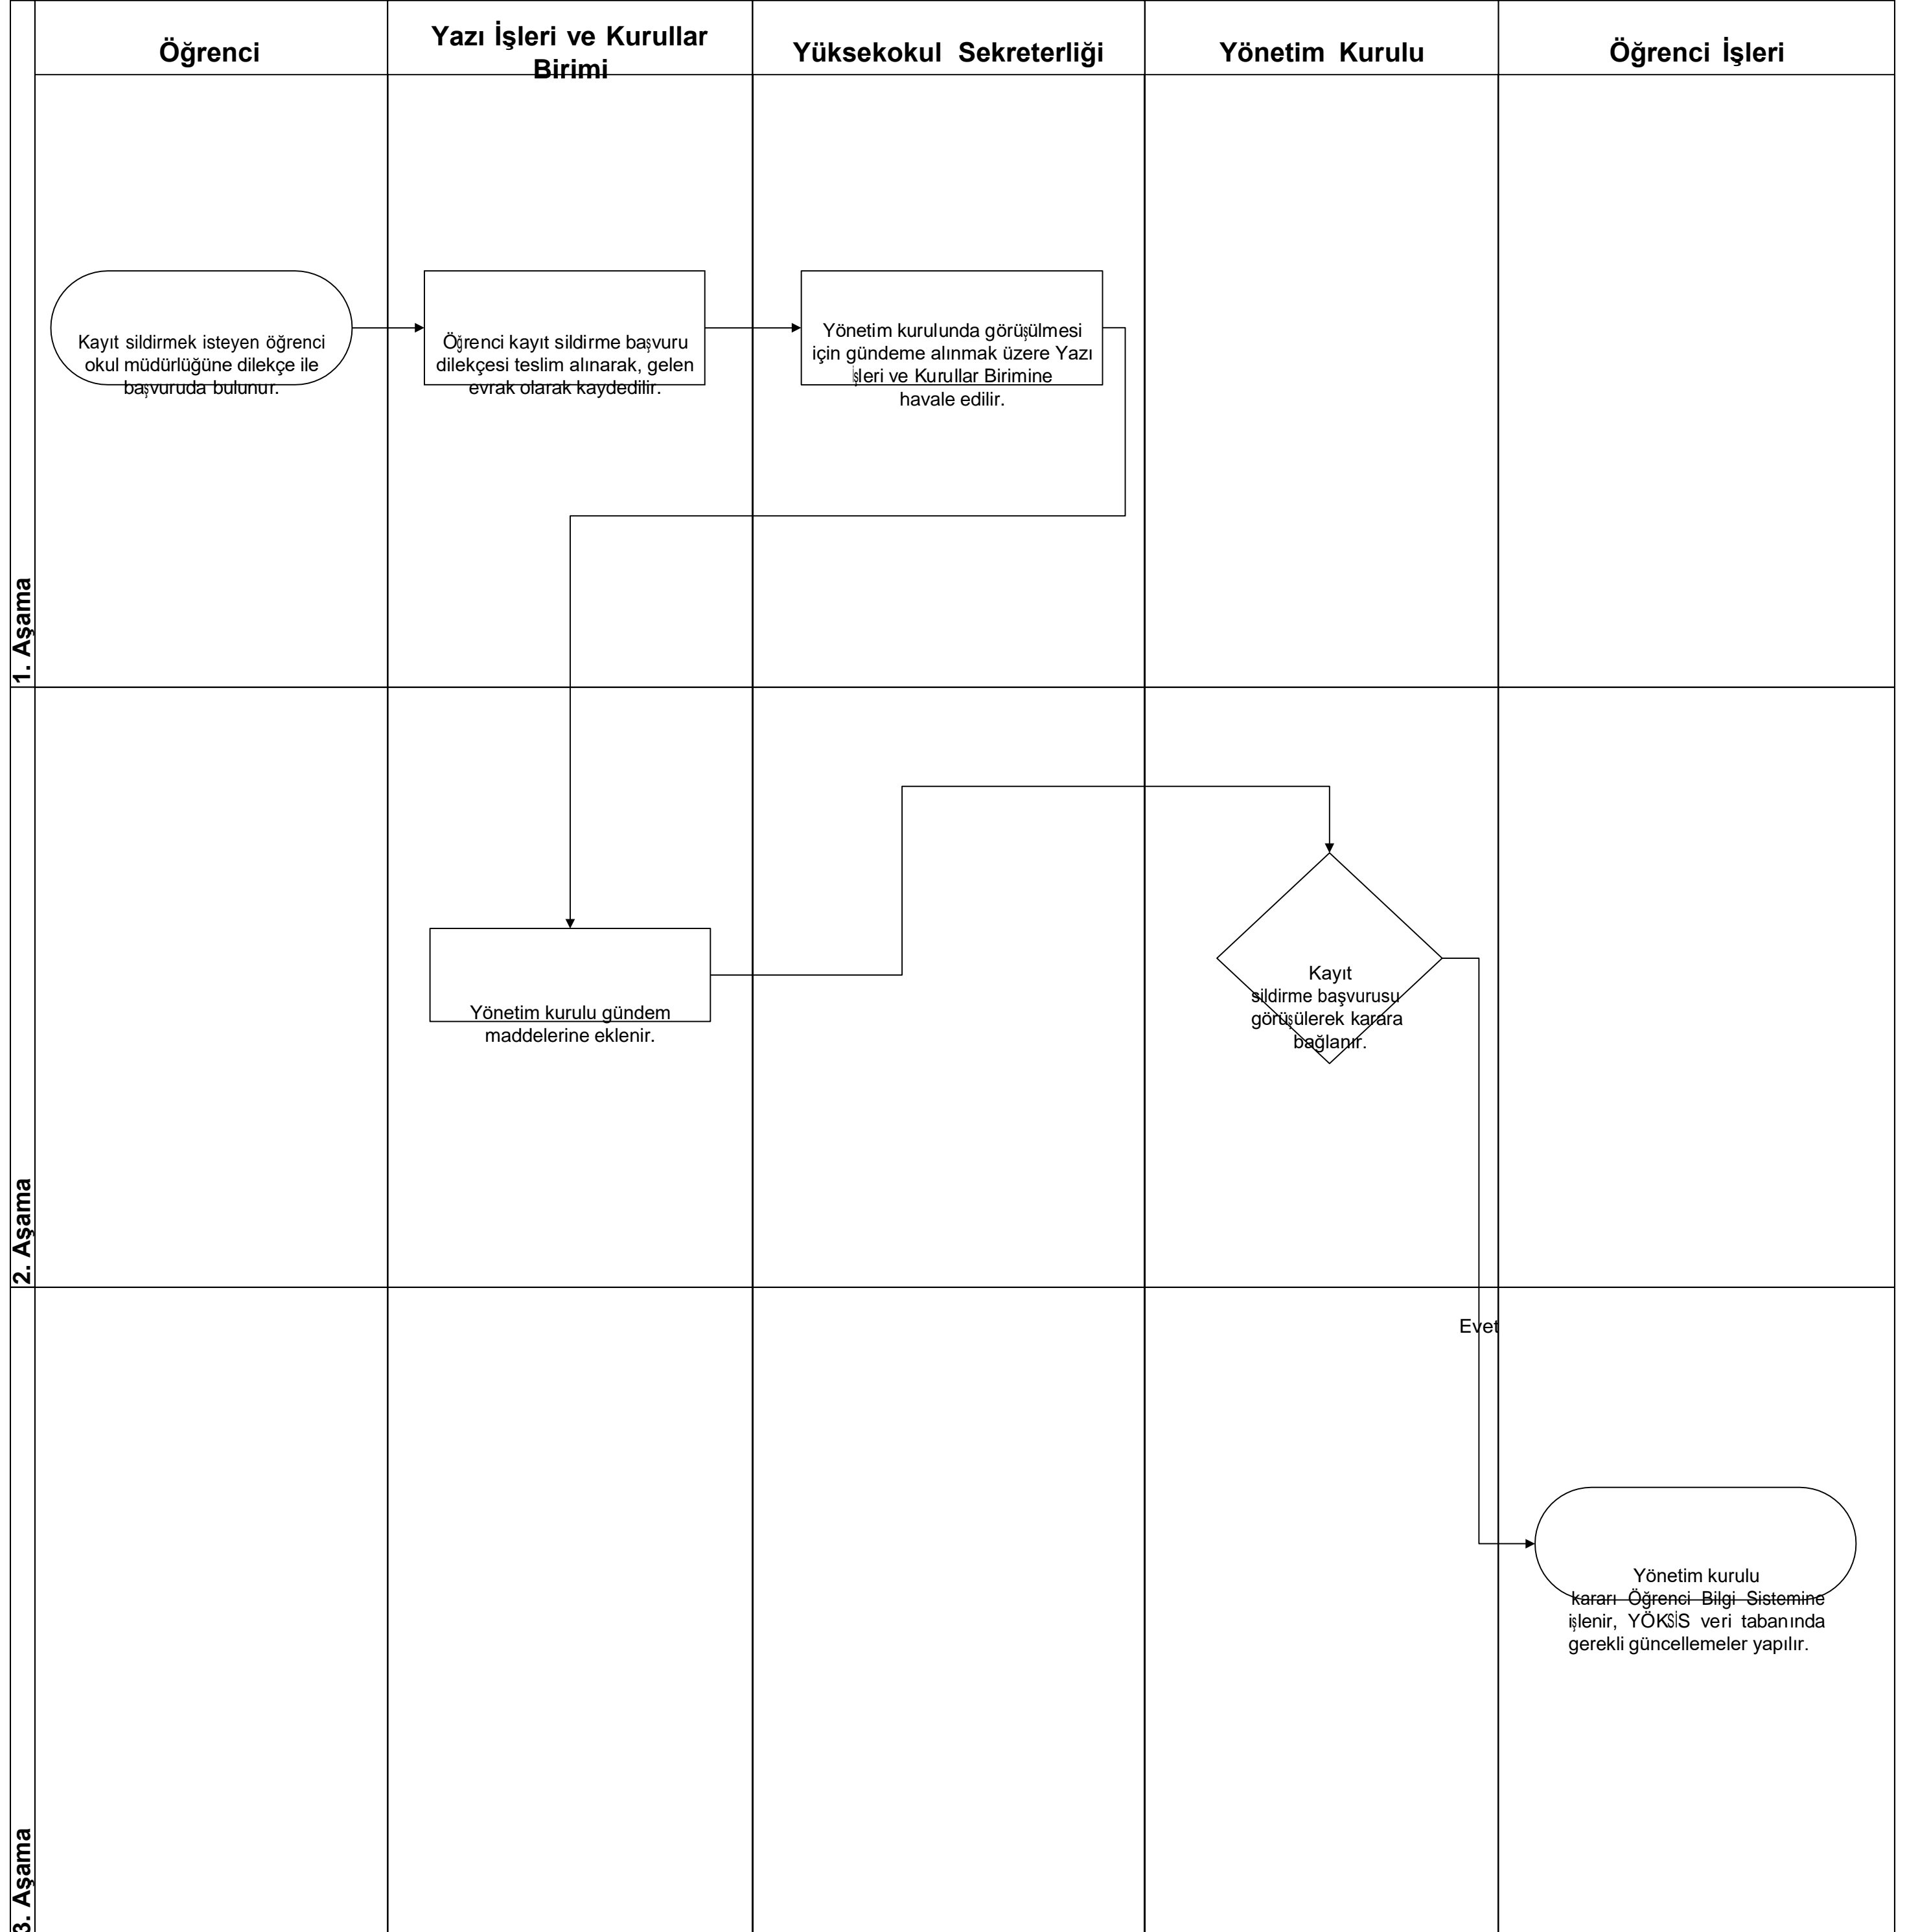 Öğrenci
Yazı İşleri ve Kurullar
Birimi
Yüksekokul Sekreterliği
Yönetim Kurulu
Öğrenci İşleri
1. Aşama
Kayıt sildirmek isteyen öğrenci
okul müdürlüğüne dilekçe ile
başvuruda bulunur.
Öğrenci kayıt sildirme başvuru
dilekçesi teslim alınarak, gelen
evrak olarak kaydedilir.
Yönetim kurulunda görüşülmesi
için gündeme alınmak üzere Yazı
İşleri ve Kurullar Birimine
havale edilir.
2. Aşama
Yönetim kurulu gündem
maddelerine eklenir.
Kayıt
sildirme başvurusu
görüşülerek karara
bağlanır.
3. Aşama
Evet
Yönetim kurulu
kararı Öğrenci Bilgi Sistemine
işlenir, YÖKSİS veri tabanında
gerekli güncellemeler yapılır.